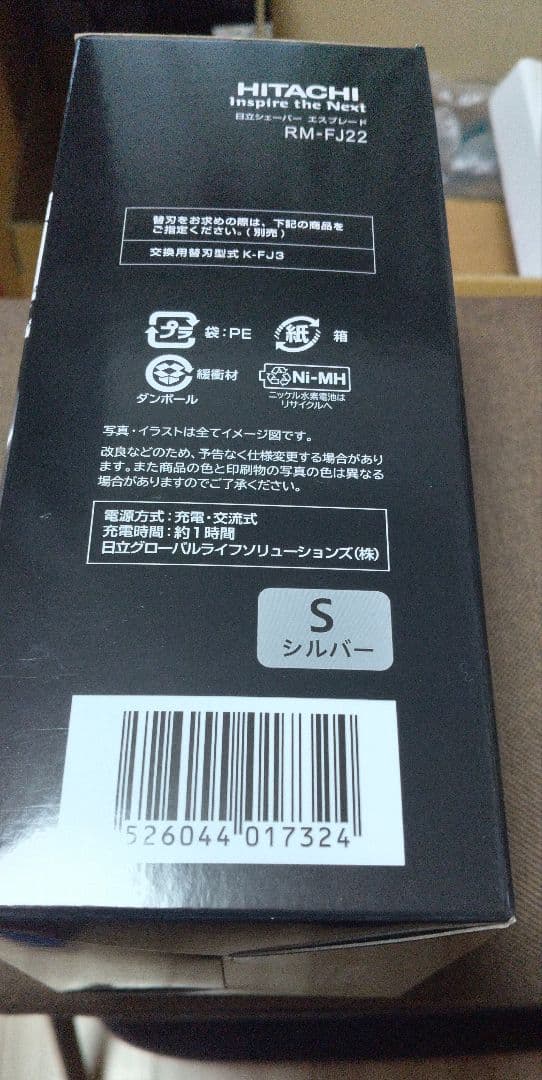 HITACHI
Inspire the Next
日立シェーバー エスブレード
RM-FJ22
替刃をお求めの際は、下記の商品を
ご指定ください。(別売)
交換用替刃型式 K-FJ3
プラ 袋:PE 紙 箱
緩衝材 Ni-MH
ダンボール ニッケル水素電池は
リサイクルへ
写真・イラストは全てイメージ図です。
改良などのため、予告なく仕様変更する場合があり
ます。また商品の色と印刷物の写真の色は異なる
場合がありますのでご了承ください。
電源方式:充電・交流式
充電時間:約1時間
日立グローバルライフソリューションズ(株)
S
シルバー
526044 017324